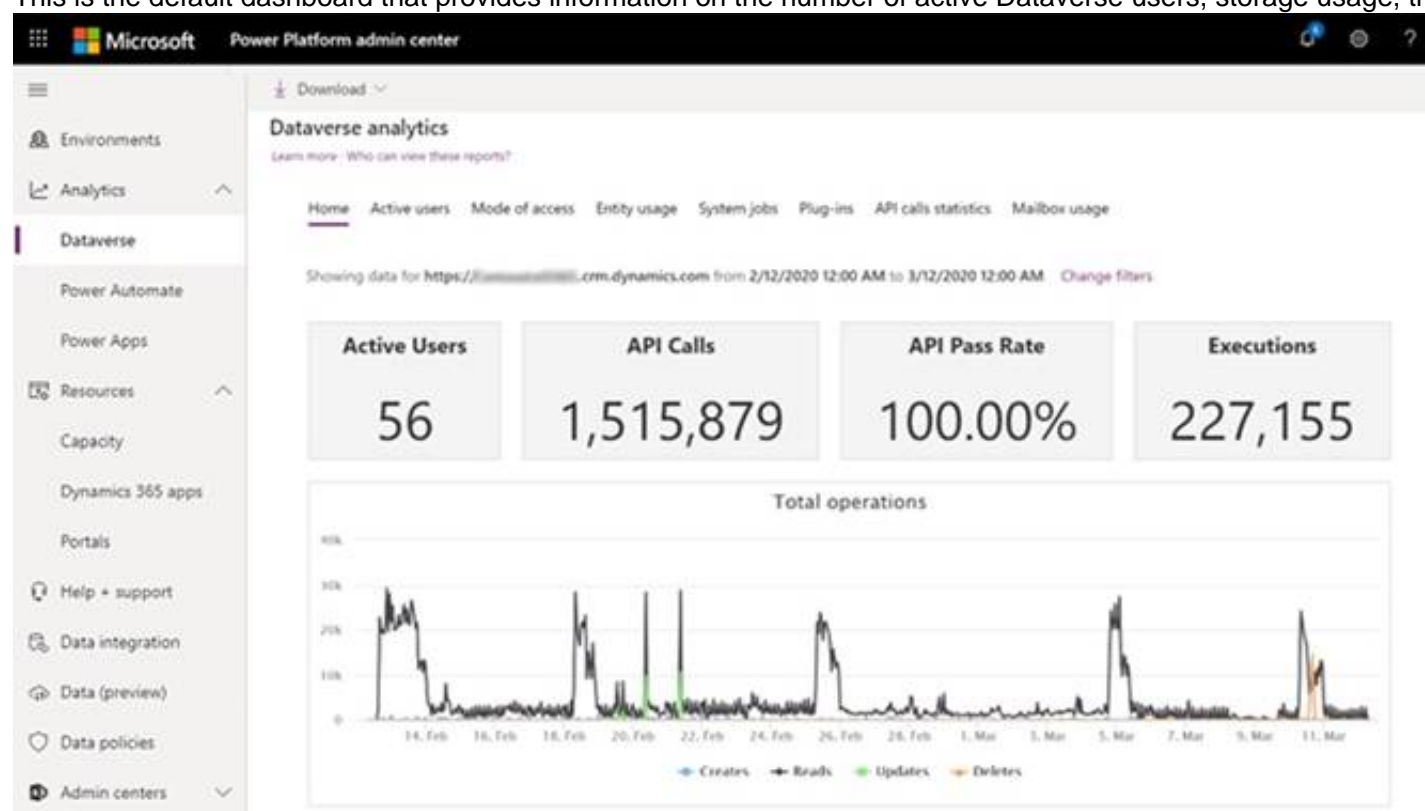 This is the default dashboard that provides information on the number of active Dataverse users, storage usage, th
Microsoft Power Platform admin center ?
Download
Dataverse analytics
Learn more · Who can view these reports?
Environments
Analytics
Dataverse
Power Automate
Power Apps
Resources
Capacity
Dynamics 365 apps
Portals
Help + support
Data integration
Data (preview)
Data policies
Admin centers
Home Active users Mode of access Entity usage System jobs Plug-ins API calls statistics Mailbox usage
Showing data for https:// .crm.dynamics.com from 2/12/2020 12:00 AM to 3/12/2020 12:00 AM Change filters
Active Users API Calls API Pass Rate Executions
56 1,515,879 100.00% 227,155
Total operations
40k
30k
20k
10k
0
14. Feb 16. Feb 18. Feb 20. Feb 22. Feb 24. Feb 26. Feb 28. Feb 1. Mar 3. Mar 5. Mar 7. Mar 9. Mar 11. Mar
Creates Reads Updates Deletes